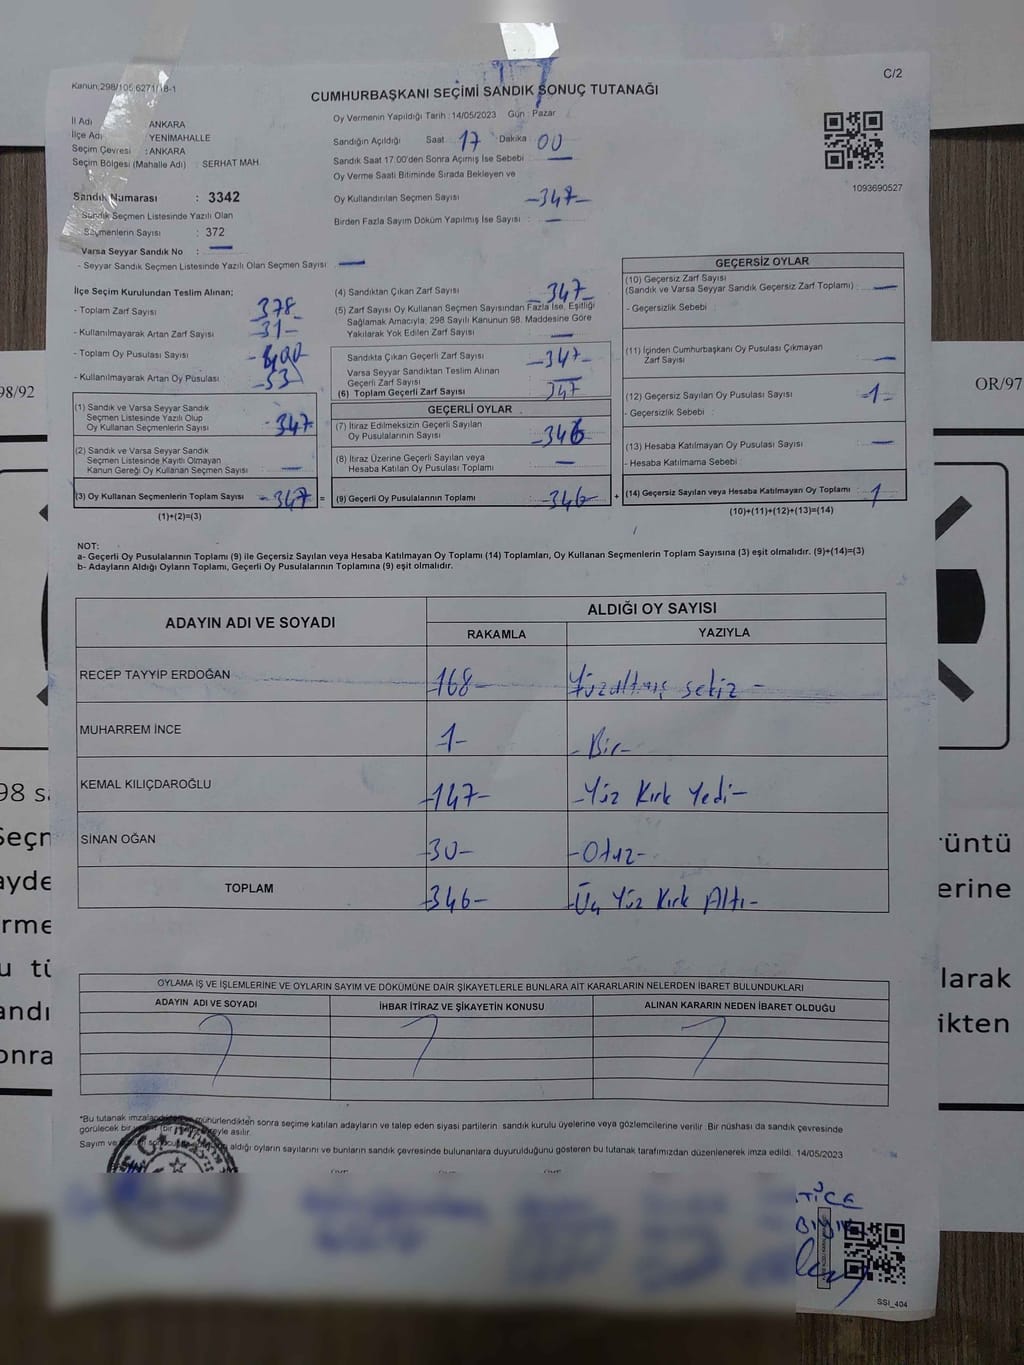 Kanun;298/105,6271/18-1
C/2
CUMHURBAŞKANI SEÇİMİ SANDIK SONUÇ TUTANAĞI
İl Adı : ANKARA
İlçe Adı : YENİMAHALLE
Seçim Çevresi : ANKARA
Seçim Bölgesi (Mahalle Adı) : SERHAT MAH.
Sandık Numarası : 3342
Sandık Seçmen Listesinde Yazılı Olan
Seçmenlerin Sayısı : 372
Varsa Seyyar Sandık No : —
- Seyyar Sandık Seçmen Listesinde Yazılı Olan Seçmen Sayısı : —
Oy Vermenin Yapıldığı Tarih : 14/05/2023 Gün : Pazar
Sandığın Açıldığı Saat 17 Dakika 00
Sandık Saat 17.00'den Sonra Açımış İse Sebebi —
Oy Verme Saati Bitiminde Sırada Bekleyen ve
Oy Kullandırılan Seçmen Sayısı -347-
Birden Fazla Sayım Döküm Yapılmış İse Sayısı : —
1093690527
İlçe Seçim Kurulundan Teslim Alınan;
- Toplam Zarf Sayısı : 378
- Kullanılmayarak Artan Zarf Sayısı : -31-
- Toplam Oy Pusulası Sayısı : -400
- Kullanılmayarak Artan Oy Pusulası : -53
(1) Sandık ve Varsa Seyyar Sandık
Seçmen Listesinde Yazılı Olup
Oy Kullanan Seçmenlerin Sayısı : -347
(2) Sandık ve Varsa Seyyar Sandık
Seçmen Listesinde Kayıtlı Olmayan
Kanun Gereği Oy Kullanan Seçmen Sayısı : —
(3) Oy Kullanan Seçmenlerin Toplam Sayısı : -347- =
(1)+(2)=(3)
(4) Sandıktan Çıkan Zarf Sayısı -347-
(5) Zarf Sayısı Oy Kullanan Seçmen Sayısından Fazla İse, Eşitliği
Sağlamak Amacıyla, 298 Sayılı Kanunun 98. Maddesine Göre
Yakılarak Yok Edilen Zarf Sayısı —
Sandıkta Çıkan Geçerli Zarf Sayısı -347-
Varsa Seyyar Sandıktan Teslim Alınan
Geçerli Zarf Sayısı —
(6) Toplam Geçerli Zarf Sayısı 347
GEÇERLİ OYLAR
(7) İtiraz Edilmeksizin Geçerli Sayılan
Oy Pusulalarının Sayısı -346
(8) İtiraz Üzerine Geçerli Sayılan veya
Hesaba Katılan Oy Pusulası Toplamı —
(9) Geçerli Oy Pusulalarının Toplamı -346- +
GEÇERSİZ OYLAR
(10) Geçersiz Zarf Sayısı
(Sandık ve Varsa Seyyar Sandık Geçersiz Zarf Toplamı) : —
- Geçersizlik Sebebi :
(11) İçinden Cumhurbaşkanı Oy Pusulası Çıkmayan
Zarf Sayısı —
(12) Geçersiz Sayılan Oy Pusulası Sayısı -1-
- Geçersizlik Sebebi :
(13) Hesaba Katılmayan Oy Pusulası Sayısı —
- Hesaba Katılmama Sebebi :
(14) Geçersiz Sayılan veya Hesaba Katılmayan Oy Toplamı 1
(10)+(11)+(12)+(13)=(14)
NOT:
a- Geçerli Oy Pusulalarının Toplamı (9) ile Geçersiz Sayılan veya Hesaba Katılmayan Oy Toplamı (14) Toplamları, Oy Kullanan Seçmenlerin Toplam Sayısına (3) eşit olmalıdır. (9)+(14)=(3)
b- Adayların Aldığı Oyların Toplamı, Geçerli Oy Pusulalarının Toplamına (9) eşit olmalıdır.
ADAYIN ADI VE SOYADI ALDIĞI OY SAYISI
RAKAMLA YAZIYLA
RECEP TAYYİP ERDOĞAN -168- Yüzaltmış sekiz -
MUHARREM İNCE 1- -Bir-
KEMAL KILIÇDAROĞLU -147- -Yüz Kırk Yedi-
SİNAN OĞAN -30- -Otuz-
TOPLAM -346- -Üç Yüz Kırk Altı-
OYLAMA İŞ VE İŞLEMLERİNE VE OYLARIN SAYIM VE DÖKÜMÜNE DAİR ŞİKAYETLERLE BUNLARA AİT KARARLARIN NELERDEN İBARET BULUNDUKLARI
ADAYIN ADI VE SOYADI İHBAR İTİRAZ VE ŞİKAYETİN KONUSU ALINAN KARARIN NEDEN İBARET OLDUĞU
*Bu tutanak mühürlendikten sonra seçime katılan adayların ve talep eden siyasi partilerin sandık kurulu üyelerine veya gözlemcilerine verilir. Bir nüshası da sandık çevresinde
görülecek bir asılır.
Sayım ve aldığı oyların sayılarını ve bunların sandık çevresinde bulunanlara duyurulduğunu gösteren bu tutanak tarafımızdan düzenlenerek imza edildi. 14/05/2023
SSİ_404
98/92
OR/97
98 sa
Seçm
ayde
rme
u tü
andı
onra
rüntü
erine
larak
ikten